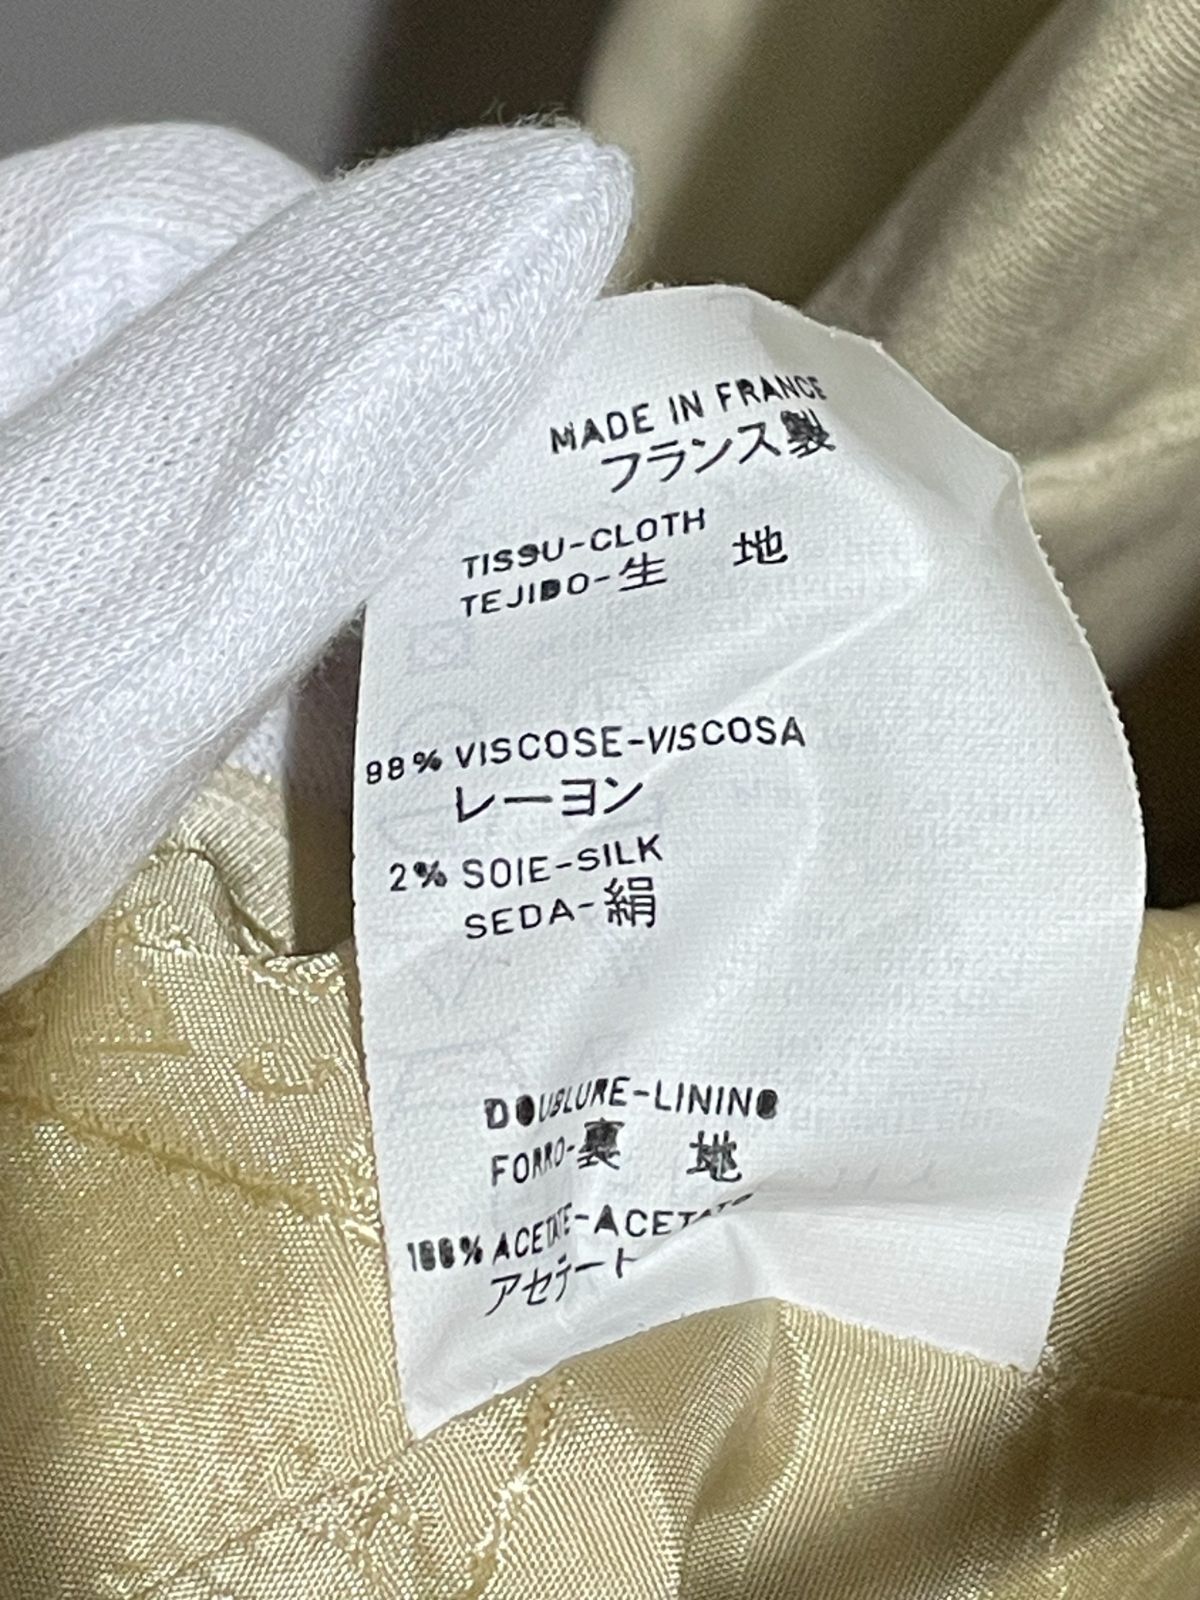 MADE IN FRANCE
フランス製
TISSU-CLOTH
TEJIDO-生 地
98% VISCOSE-VISCOSA
レーヨン
2% SOIE-SILK
SEDA-絹
DOUBLURE-LINING
FORRO-裏 地
100% ACETATE-ACETATO
アセテート